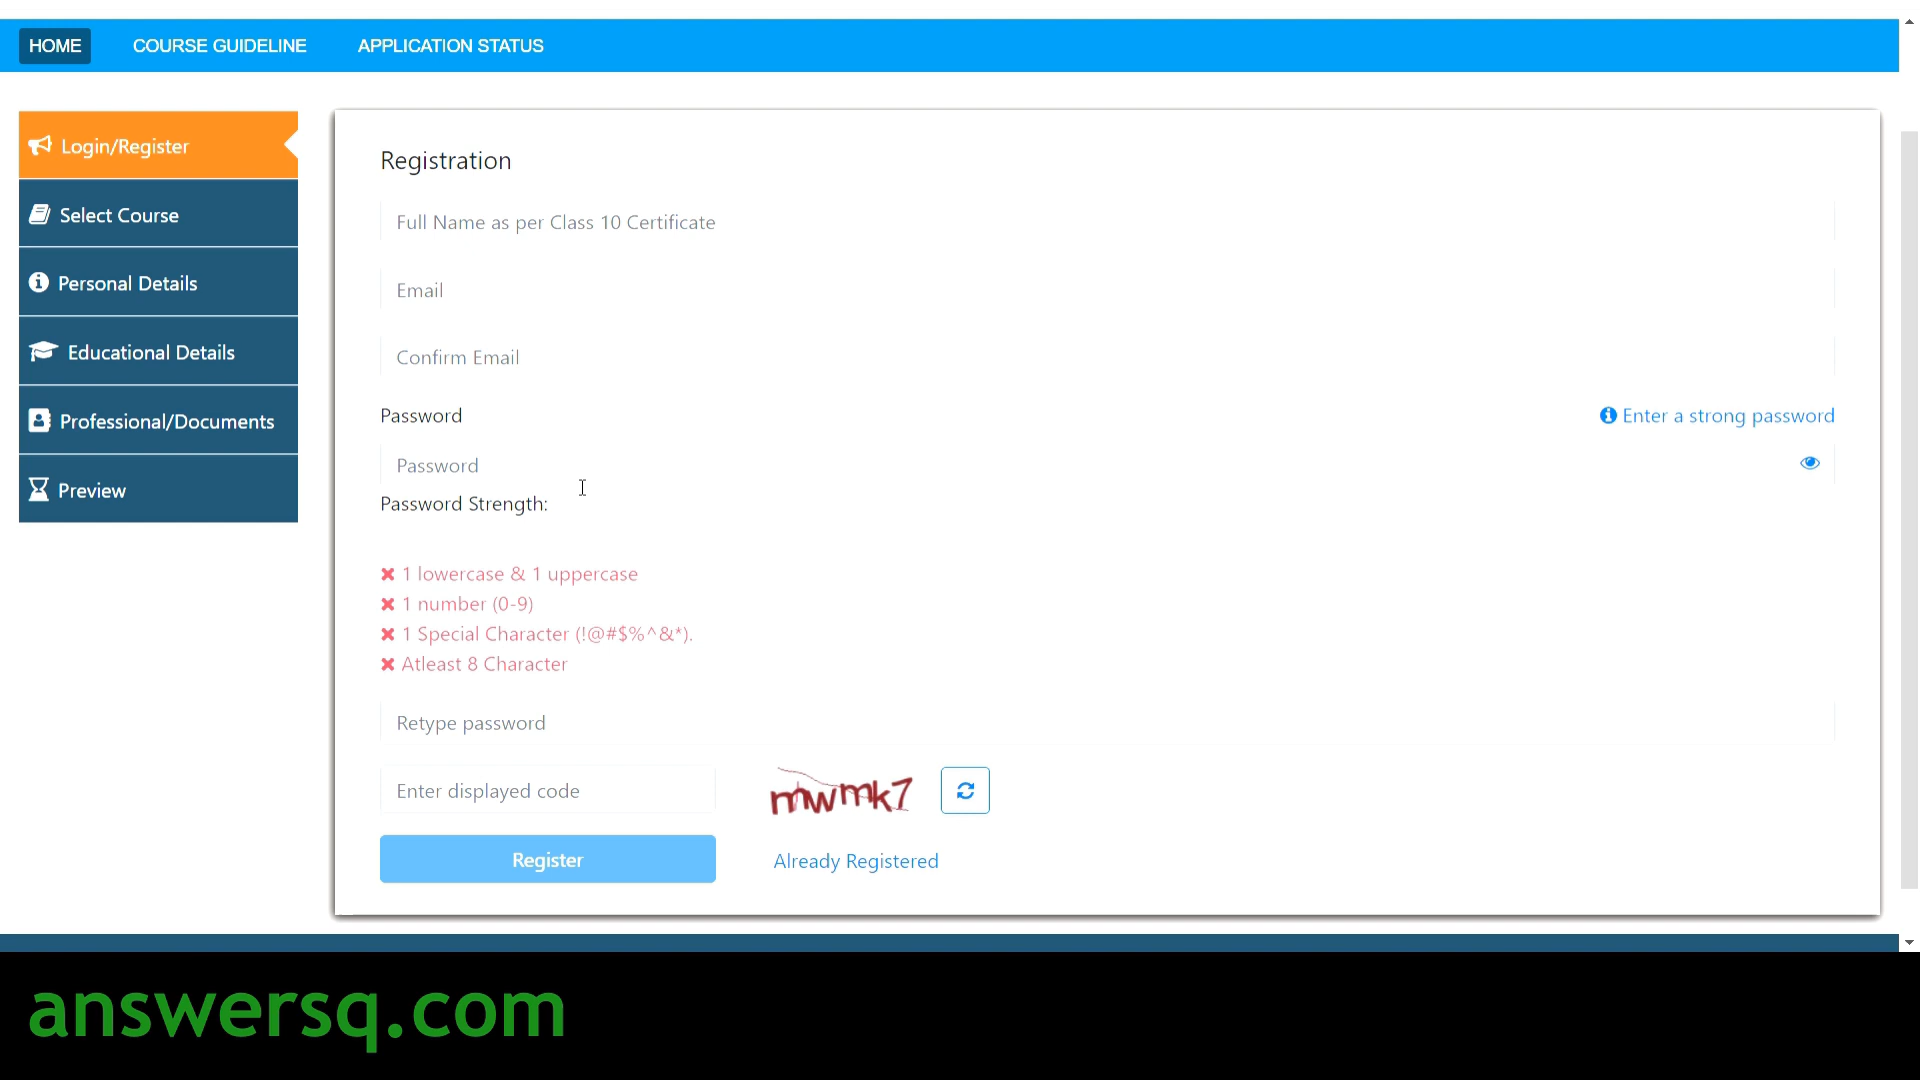 HOME COURSE GUIDELINE APPLICATION STATUS
Login/Register
Select Course
Personal Details
Educational Details
Professional/Documents
Preview
Registration
Full Name as per Class 10 Certificate
Email
Confirm Email
Password Enter a strong password
Password
Password Strength:
1 lowercase & 1 uppercase
1 number (0-9)
1 Special Character (!@#$%^&*).
Atleast 8 Character
Retype password
Enter displayed code mwmk7
Register Already Registered
answersq.com